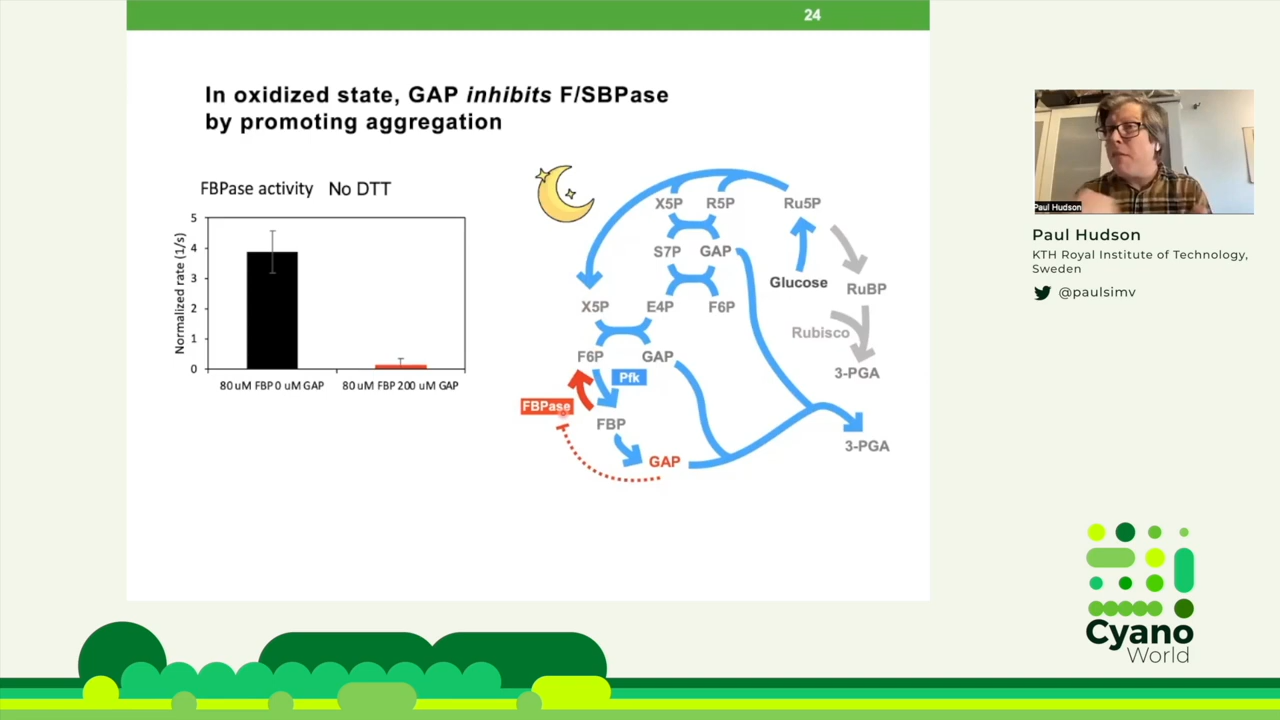 24
In oxidized state, GAP inhibits F/SBPase
by promoting aggregation
FBPase activity No DTT
Normalized rate (1/s)
5
4
3
2
1
0
80 uM FBP 0 uM GAP
80 uM FBP 200 uM GAP
X5P
R5P
Ru5P
S7P
GAP
Glucose
RuBP
X5P
E4P
F6P
Rubisco
F6P
GAP
3-PGA
Pfk
FBPase
FBP
3-PGA
GAP
Paul Hudson
Paul Hudson
KTH Royal Institute of Technology,
Sweden
@paulsimv
Cyano
World